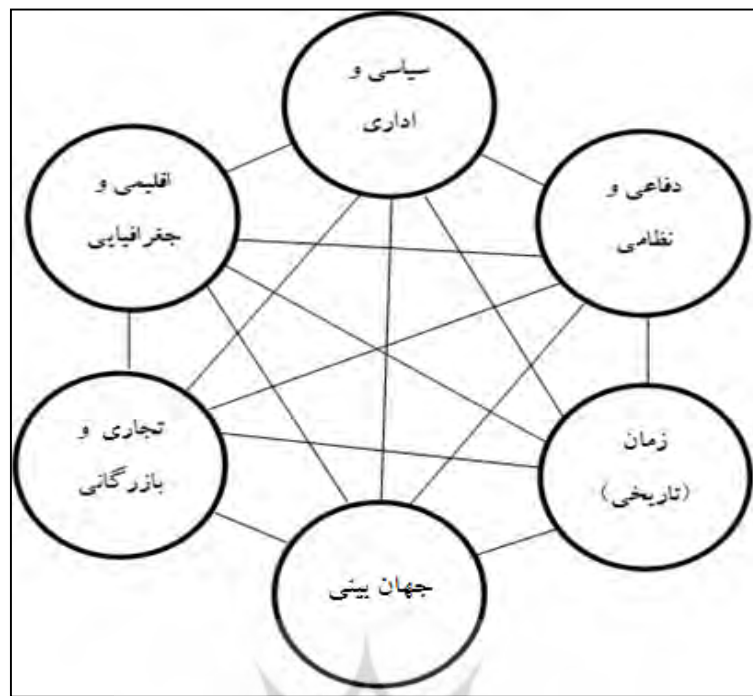 سیاسی و
اداری
دفاعی و
نظامی
اقلیمی و
جغرافیایی
زمان
(تاریخی)
تجاری و
بازرگانی
جهان بینی